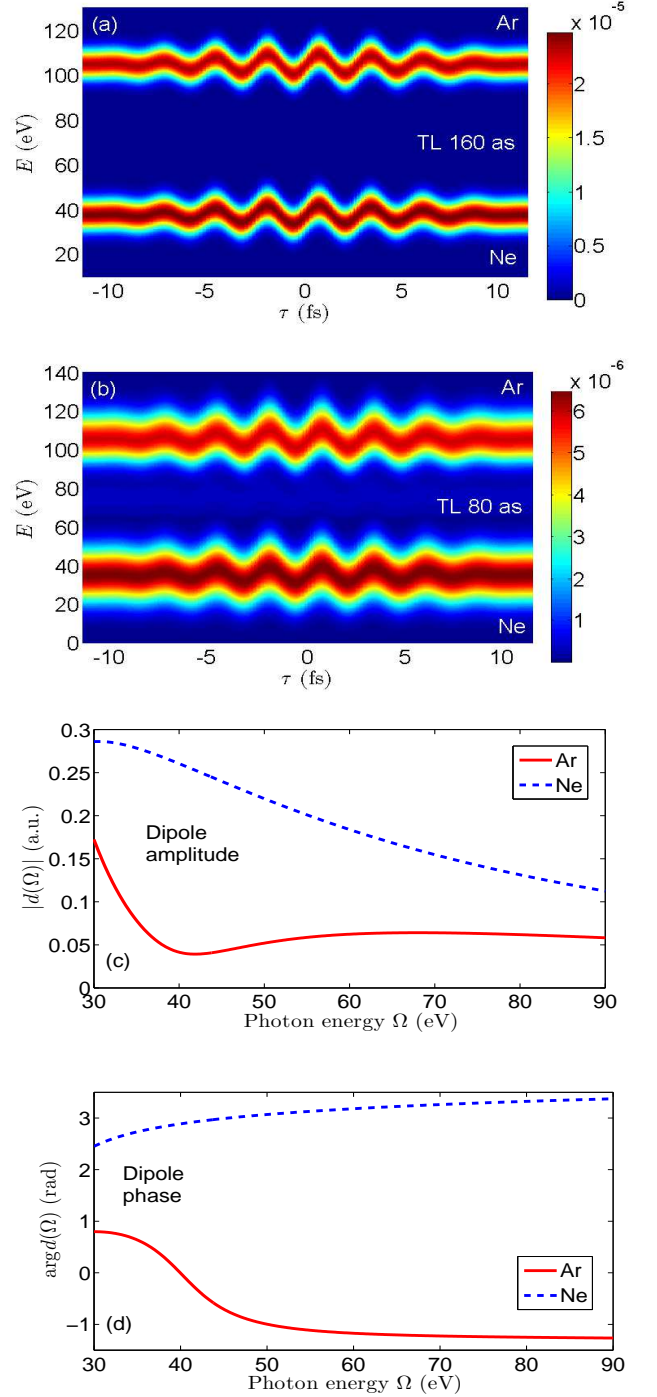 (a)
Ar
TL 160 as
Ne
E (eV)
120
100
80
60
40
20
-10
-5
0
5
10
τ (fs)
x 10^-5
2
1.5
1
0.5
0
(b)
Ar
TL 80 as
Ne
E (eV)
140
120
100
80
60
40
20
0
-10
-5
0
5
10
τ (fs)
x 10^-6
6
5
4
3
2
1
|d(Ω)| (a.u.)
0.3
0.25
0.2
0.15
0.1
0.05
0
Ar
Ne
Dipole
amplitude
(c)
30
40
50
60
70
80
90
Photon energy Ω (eV)
arg d(Ω) (rad)
3
2
1
0
−1
Dipole
phase
Ar
Ne
(d)
30
40
50
60
70
80
90
Photon energy Ω (eV)